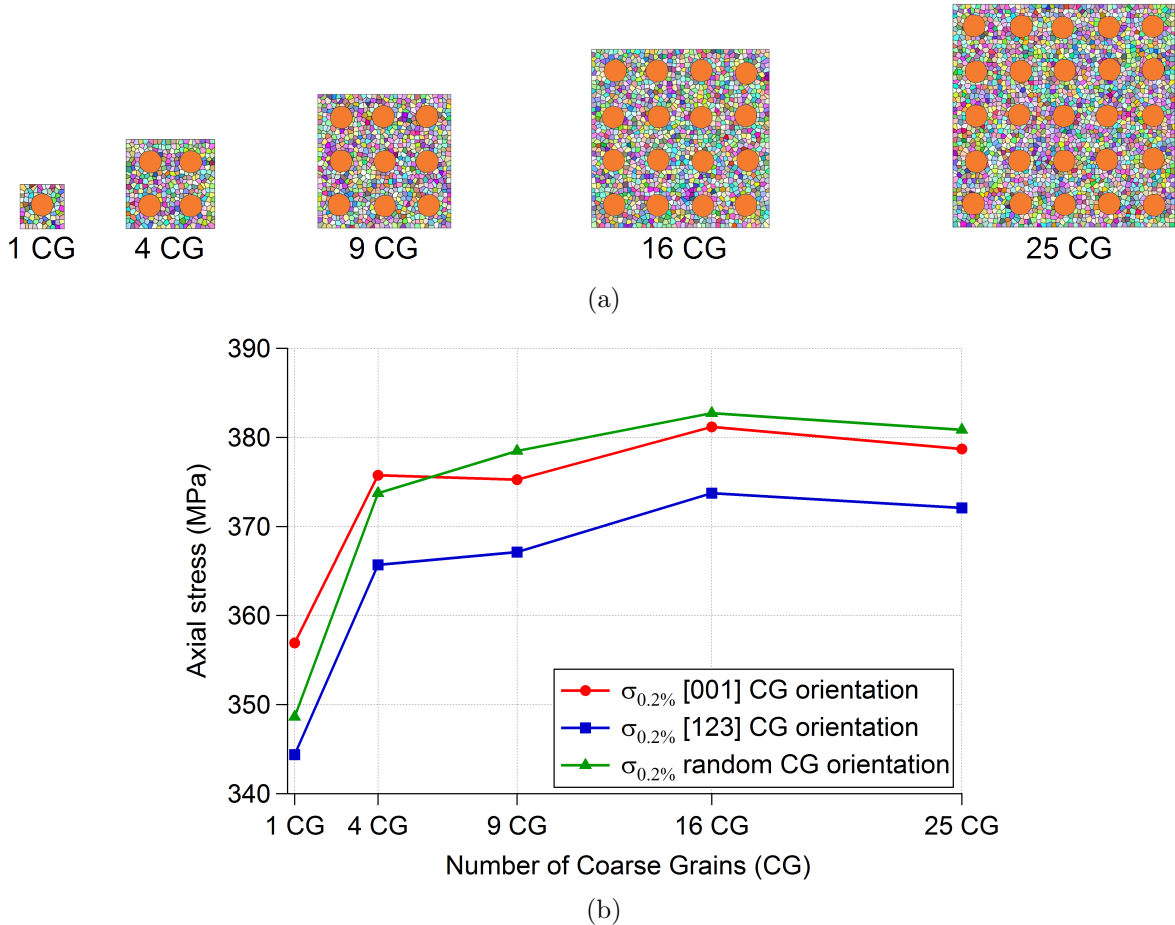 1 CG 4 CG 9 CG 16 CG 25 CG
(a)
390
380
370
360
350
340
Axial stress (MPa)
σ0.2% [001] CG orientation
σ0.2% [123] CG orientation
σ0.2% random CG orientation
1 CG 4 CG 9 CG 16 CG 25 CG
Number of Coarse Grains (CG)
(b)